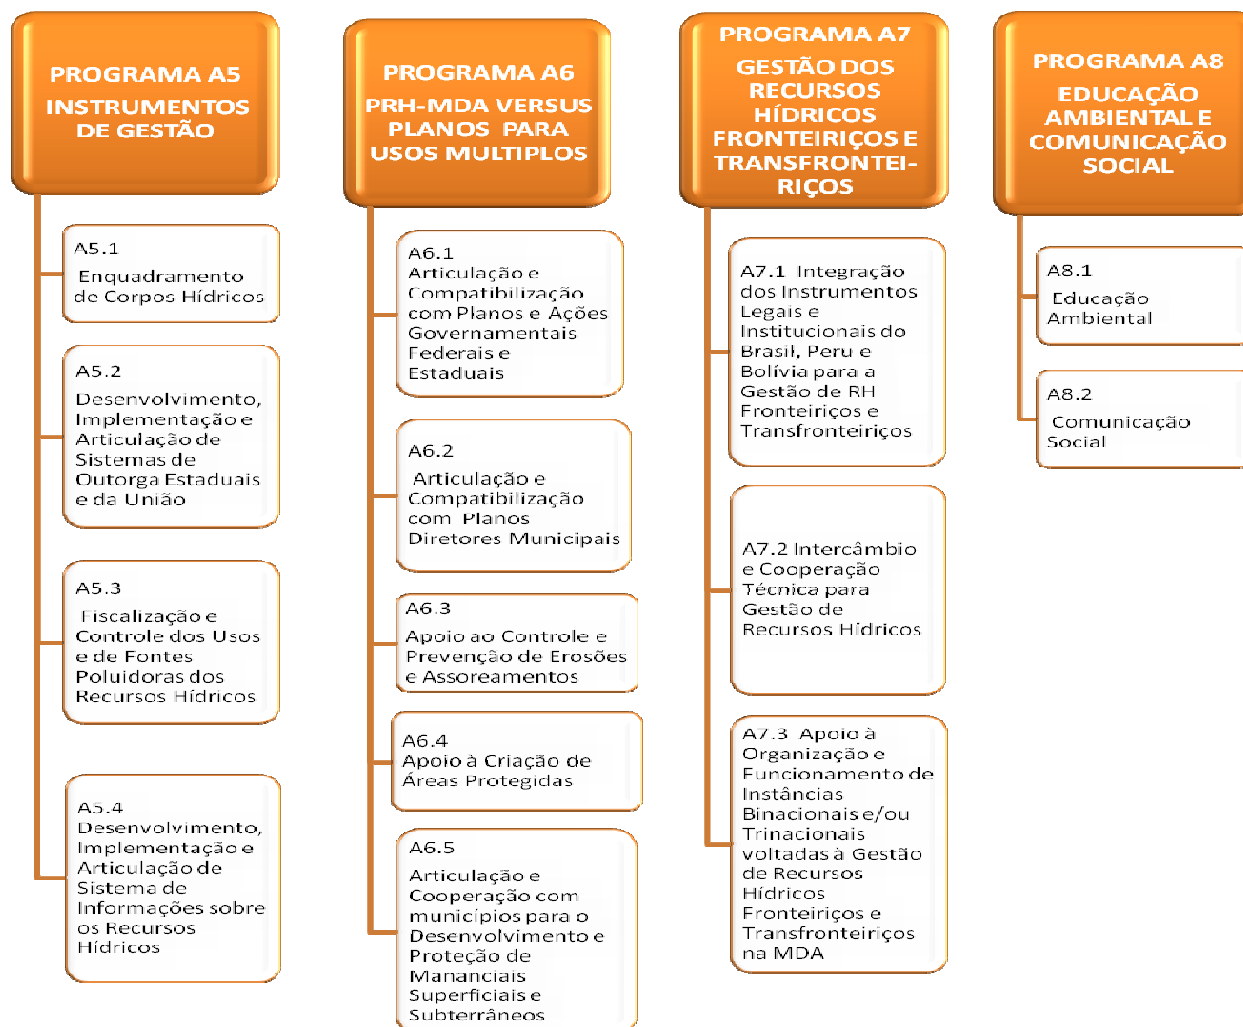 PROGRAMA A5
INSTRUMENTOS
DE GESTÃO
A5.1
Enquadramento
de Corpos Hídricos
A5.2
Desenvolvimento,
Implementação e
Articulação de
Sistemas de
Outorga Estaduais
e da União
A5.3
Fiscalização e
Controle dos Usos
e de Fontes
Poluidoras dos
Recursos Hídricos
A5.4
Desenvolvimento,
Implementação e
Articulação de
Sistema de
Informações sobre
os Recursos
Hídricos
PROGRAMA A6
PRH-MDA VERSUS
PLANOS PARA
USOS MULTIPLOS
A6.1
Articulação e
Compatibilização
com Planos e Ações
Governamentais
Federais e
Estaduais
A6.2
Articulação e
Compatibilização
com Planos
Diretores Municipais
A6.3
Apoio ao Controle e
Prevenção de Erosões
e Assoreamentos
A6.4
Apoio à Criação de
Áreas Protegidas
A6.5
Articulação e
Cooperação com
municípios para o
Desenvolvimento e
Proteção de
Mananciais
Superficiais e
Subterrâneos
PROGRAMA A7
GESTÃO DOS
RECURSOS
HÍDRICOS
FRONTEIRIÇOS E
TRANSFRONTEI-
RIÇOS
A7.1 Integração
dos Instrumentos
Legais e
Institucionais do
Brasil, Peru e
Bolívia para a
Gestão de RH
Fronteiriços e
Transfronteiriços
A7.2 Intercâmbio
e Cooperação
Técnica para
Gestão de
Recursos Hídricos
A7.3 Apoio à
Organização e
Funcionamento de
Instâncias
Binacionais e/ou
Trinacionais
voltadas à Gestão
de Recursos
Hídricos
Fronteiriços e
Transfronteiriços
na MDA
PROGRAMA A8
EDUCAÇÃO
AMBIENTAL E
COMUNICAÇÃO
SOCIAL
A8.1
Educação
Ambiental
A8.2
Comunicação
Social